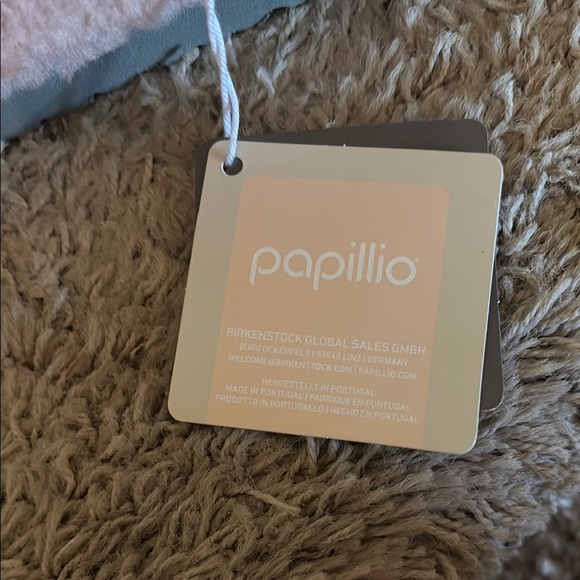 papillio®
BIRKENSTOCK GLOBAL SALES GMBH
BURG OCKENFELS | 53545 LINZ | GERMANY
WELCOME@BIRKENSTOCK.COM | PAPILLIO.COM
HERGESTELLT IN PORTUGAL
MADE IN PORTUGAL | FABRIQUÉ EN PORTUGAL
PRODOTTO IN PORTOGALLO | HECHO EN PORTUGAL